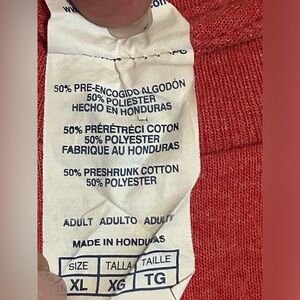 50% PRE-ENCOGIDO ALGODÓN
50% POLIESTER
HECHO EN HONDURAS
50% PRÉRÉTRÉCI COTON
50% POLYESTER
FABRIQUE AU HONDURAS
50% PRESHRUNK COTTON
50% POLYESTER
ADULT ADULTO ADULTE
MADE IN HONDURAS
SIZE TALLA TAILLE
XL XG TG